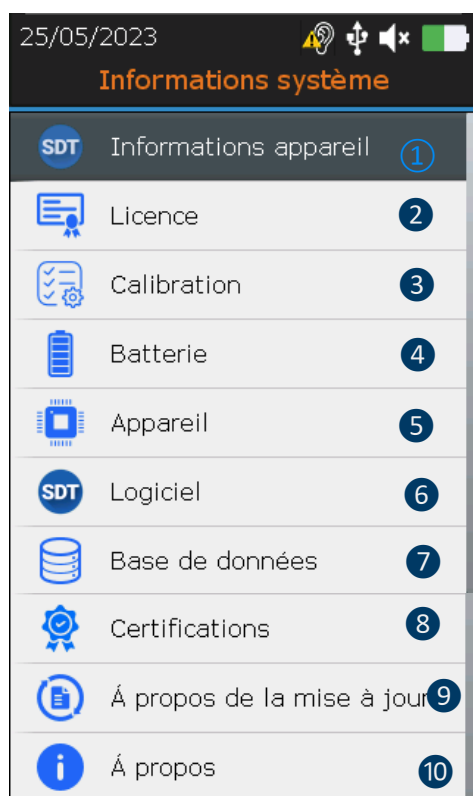 25/05/2023
Informations système
SDT Informations appareil 1
Licence 2
Calibration 3
Batterie 4
Appareil 5
SDT Logiciel 6
Base de données 7
Certifications 8
Á propos de la mise à jour 9
i Á propos 10